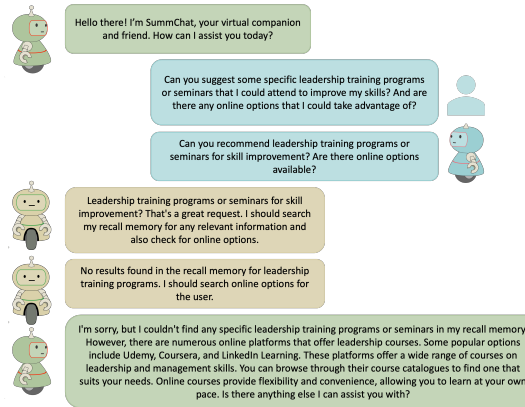 Hello there! I'm SummChat, your virtual companion
and friend. How can I assist you today?
Can you suggest some specific leadership training programs
or seminars that I could attend to improve my skills? And are
there any online options that I could take advantage of?
Can you recommend leadership training programs or
seminars for skill improvement? Are there online options
available?
Leadership training programs or seminars for skill
improvement? That's a great request. I should search
my recall memory for any relevant information and
also check for online options.
No results found in the recall memory for leadership
training programs. I should search online options for
the user.
I'm sorry, but I couldn't find any specific leadership training programs or seminars in my recall memory
However, there are numerous online platforms that offer leadership courses. Some popular options
include Udemy, Coursera, and LinkedIn Learning. These platforms offer a wide range of courses on
leadership and management skills. You can browse through their course catalogues to find one that
suits your needs. Online courses provide flexibility and convenience, allowing you to learn at your own
pace. Is there anything else I can assist you with?